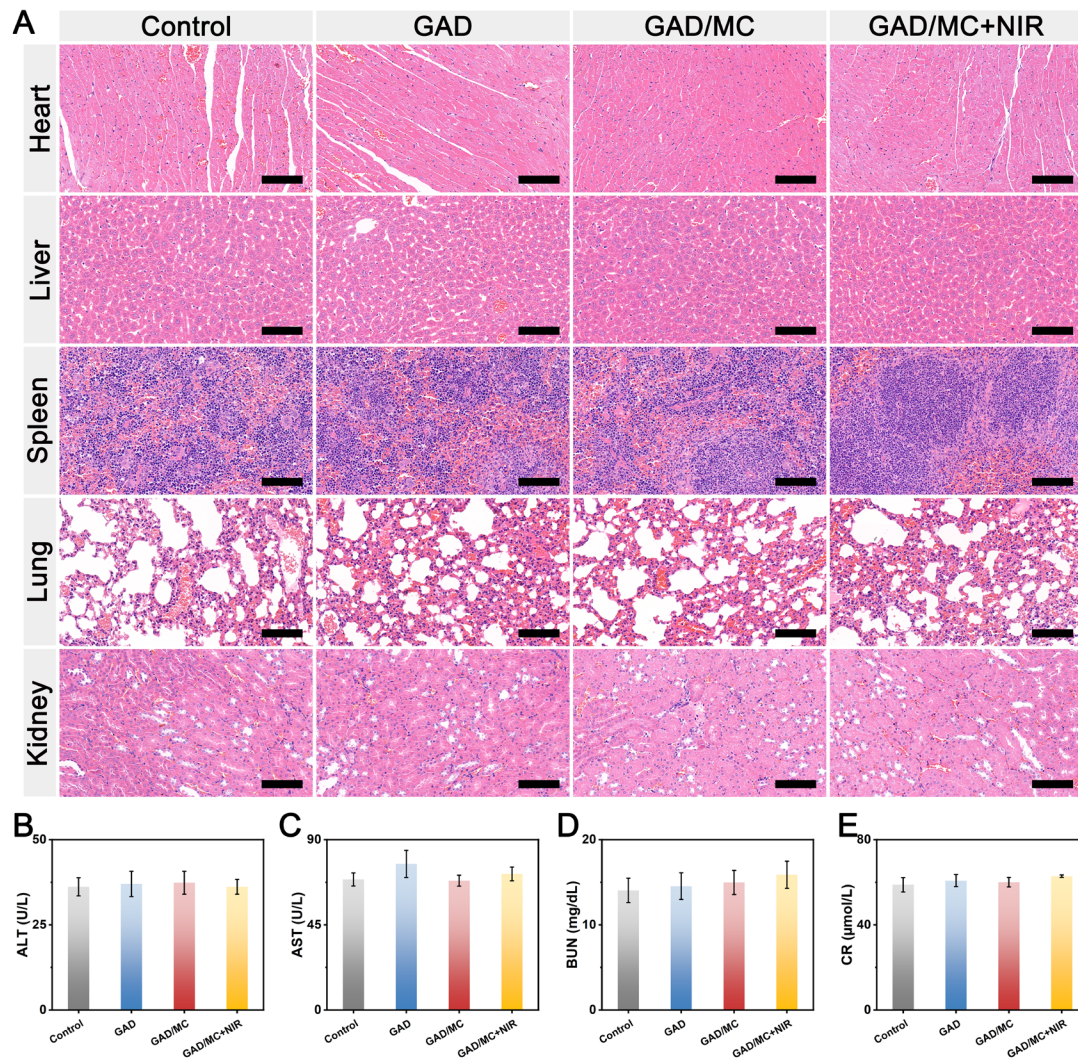 A
Control
GAD
GAD/MC
GAD/MC+NIR
Heart
Liver
Spleen
Lung
Kidney
B
50
25
0
ALT (U/L)
Control
GAD
GAD/MC
GAD/MC+NIR
C
90
45
0
AST (U/L)
Control
GAD
GAD/MC
GAD/MC+NIR
D
20
10
0
BUN (mg/dL)
Control
GAD
GAD/MC
GAD/MC+NIR
E
80
40
0
CR (μmol/L)
Control
GAD
GAD/MC
GAD/MC+NIR